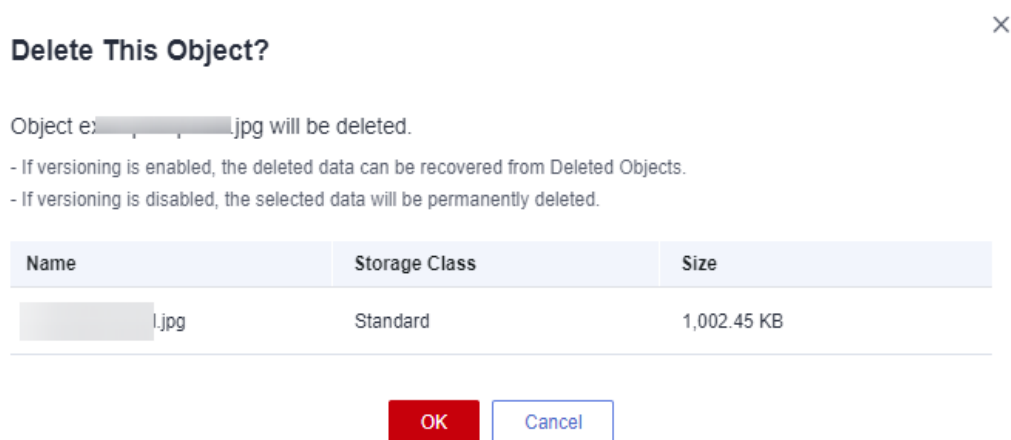 Delete This Object?
Object ex .jpg will be deleted.
- If versioning is enabled, the deleted data can be recovered from Deleted Objects.
- If versioning is disabled, the selected data will be permanently deleted.
Name Storage Class Size
l.jpg Standard 1,002.45 KB
OK Cancel